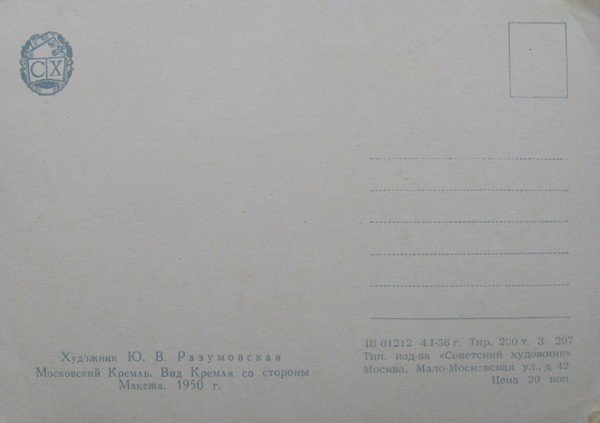 СХ
Художник Ю. В. Разумовская
Московский Кремль. Вид Кремля со стороны
Манежа. 1950 г.
Ш 01212 4.I-56 г. Тир. 200 т. З. 207
Тип. изд-ва «Советский художник»
Москва, Мало-Московская ул., д. 42
Цена 20 коп.